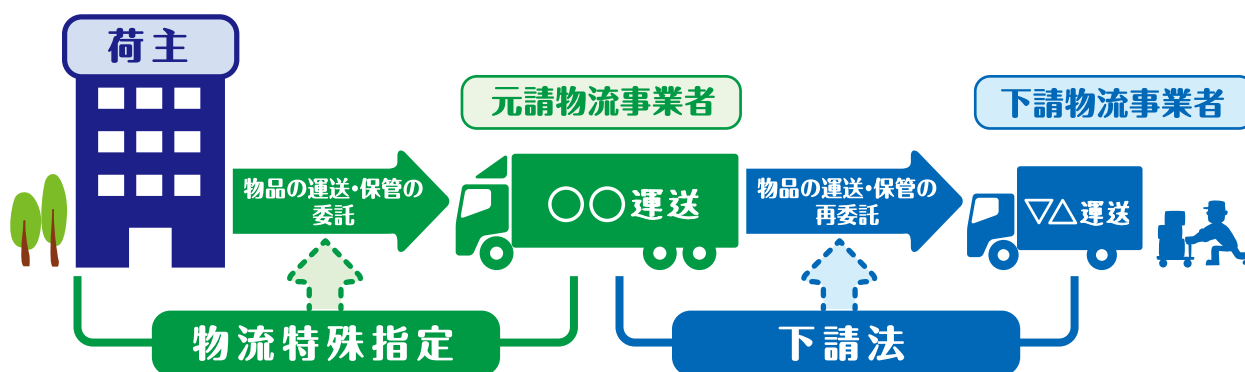 荷主
元請物流事業者
下請物流事業者
物品の運送・保管の
委託
○○運送
物品の運送・保管の
再委託
▽△運送
物流特殊指定
下請法